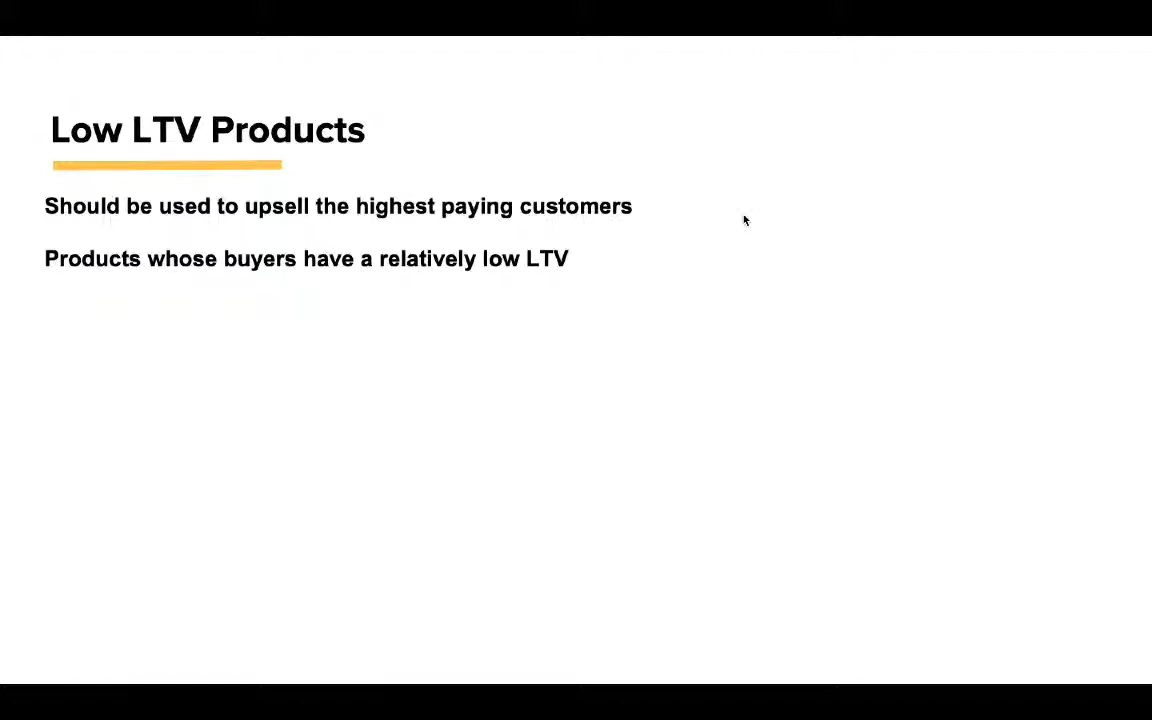 Low LTV Products
Should be used to upsell the highest paying customers
Products whose buyers have a relatively low LTV